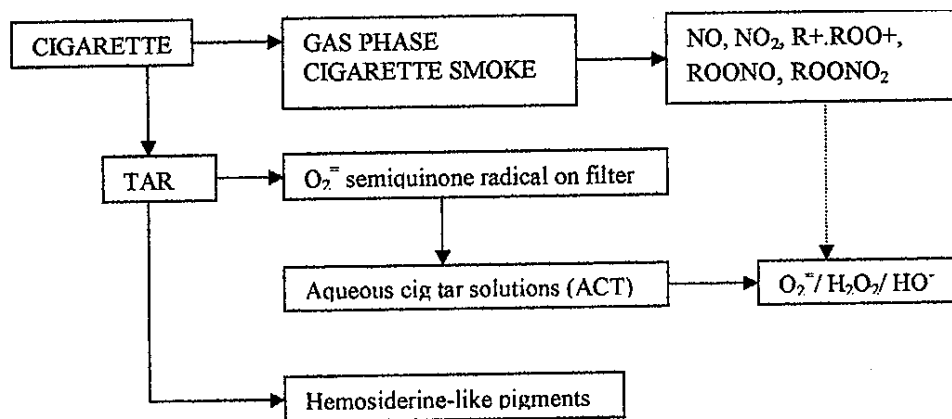 CIGARETTE
GAS PHASE
CIGARETTE SMOKE
NO, NO₂, R+.ROO+,
ROONO, ROONO₂
TAR
O₂⁼ semiquinone radical on filter
Aqueous cig tar solutions (ACT)
O₂⁼/ H₂O₂/ HO⁻
Hemosiderine-like pigments